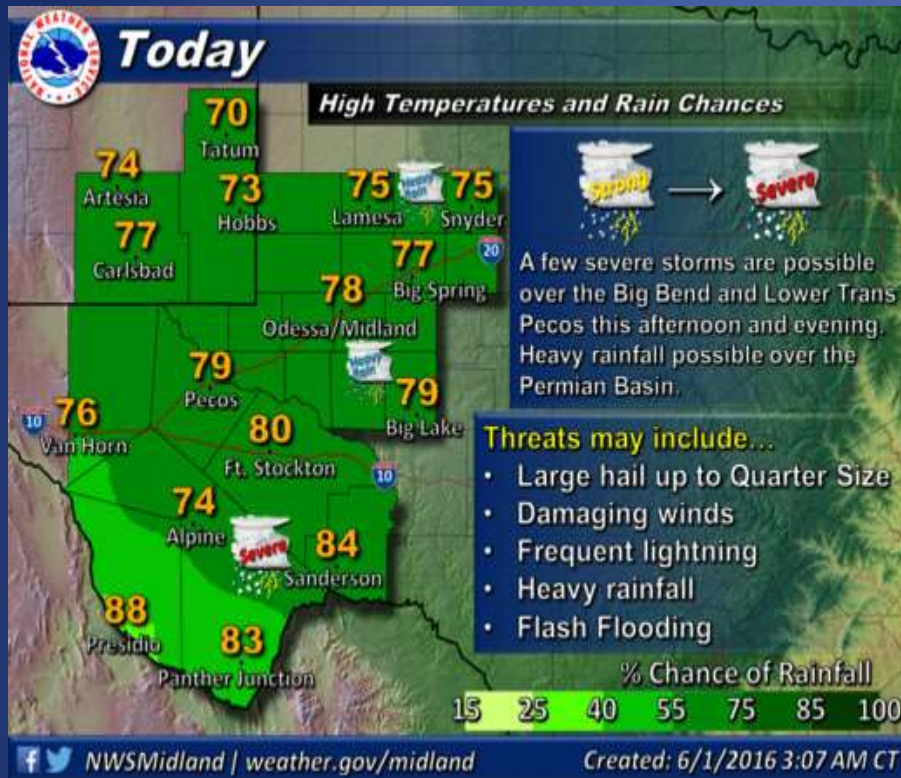 NATIONAL WEATHER SERVICE
Today
High Temperatures and Rain Chances
70
Tatum
74
Artesia
73
Hobbs
75
Lamesa
Heavy Rain
75
Snyder
77
Carlsbad
77
Big Spring
20
78
Odessa/Midland
Heavy Rain
79
Pecos
79
Big Lake
10
76
Van Horn
80
Ft. Stockton
10
74
Alpine
Severe
84
Sanderson
88
Presidio
83
Panther Junction
Strong
Severe
A few severe storms are possible
over the Big Bend and Lower Trans
Pecos this afternoon and evening.
Heavy rainfall possible over the
Permian Basin.
Threats may include...
• Large hail up to Quarter Size
• Damaging winds
• Frequent lightning
• Heavy rainfall
• Flash Flooding
% Chance of Rainfall
15 25 40 55 75 85 100
NWSMidland | weather.gov/midland
Created: 6/1/2016 3:07 AM CT